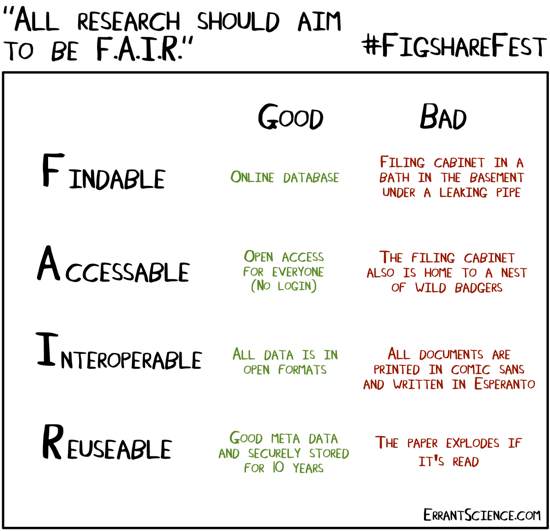 "All research should aim
to be F.A.I.R."
#FigshareFest
Good
Bad
Findable
Online database
Filing cabinet in a
bath in the basement
under a leaking pipe
Accessable
Open access
for everyone
(No login)
The filing cabinet
also is home to a nest
of wild badgers
Interoperable
All data is in
open formats
All documents are
printed in comic sans
and written in Esperanto
Reuseable
Good meta data
and securely stored
for 10 years
The paper explodes if
it's read
ErrantScience.com